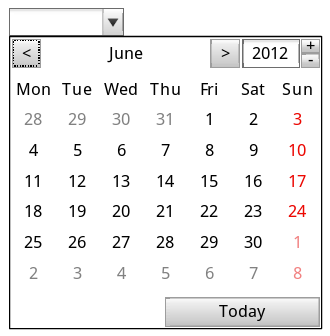 < June > 2012 + -
Mon Tue Wed Thu Fri Sat Sun
28 29 30 31 1 2 3
4 5 6 7 8 9 10
11 12 13 14 15 16 17
18 19 20 21 22 23 24
25 26 27 28 29 30 1
2 3 4 5 6 7 8
Today